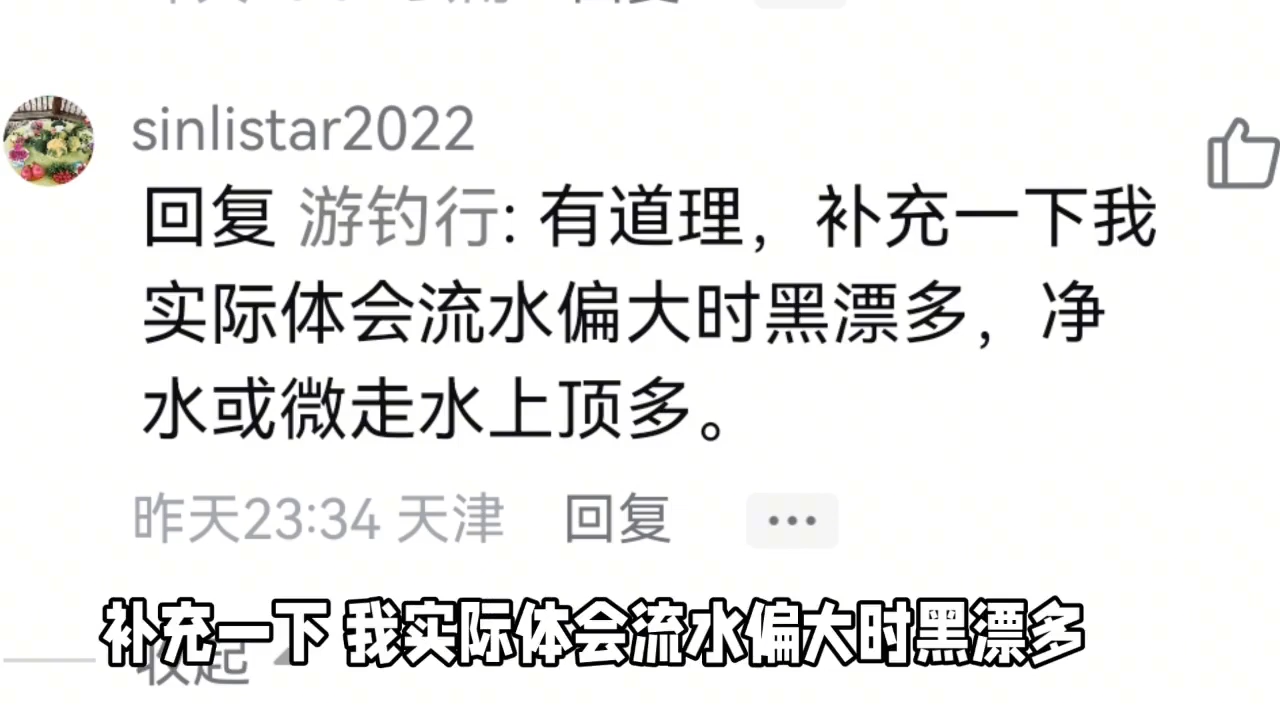 sinlistar2022
回复 游钓行: 有道理，补充一下我
实际体会流水偏大时黑漂多，净
水或微走水上顶多。
昨天23:34 天津 回复
补充一下 我实际体会流水偏大时黑漂多
收起